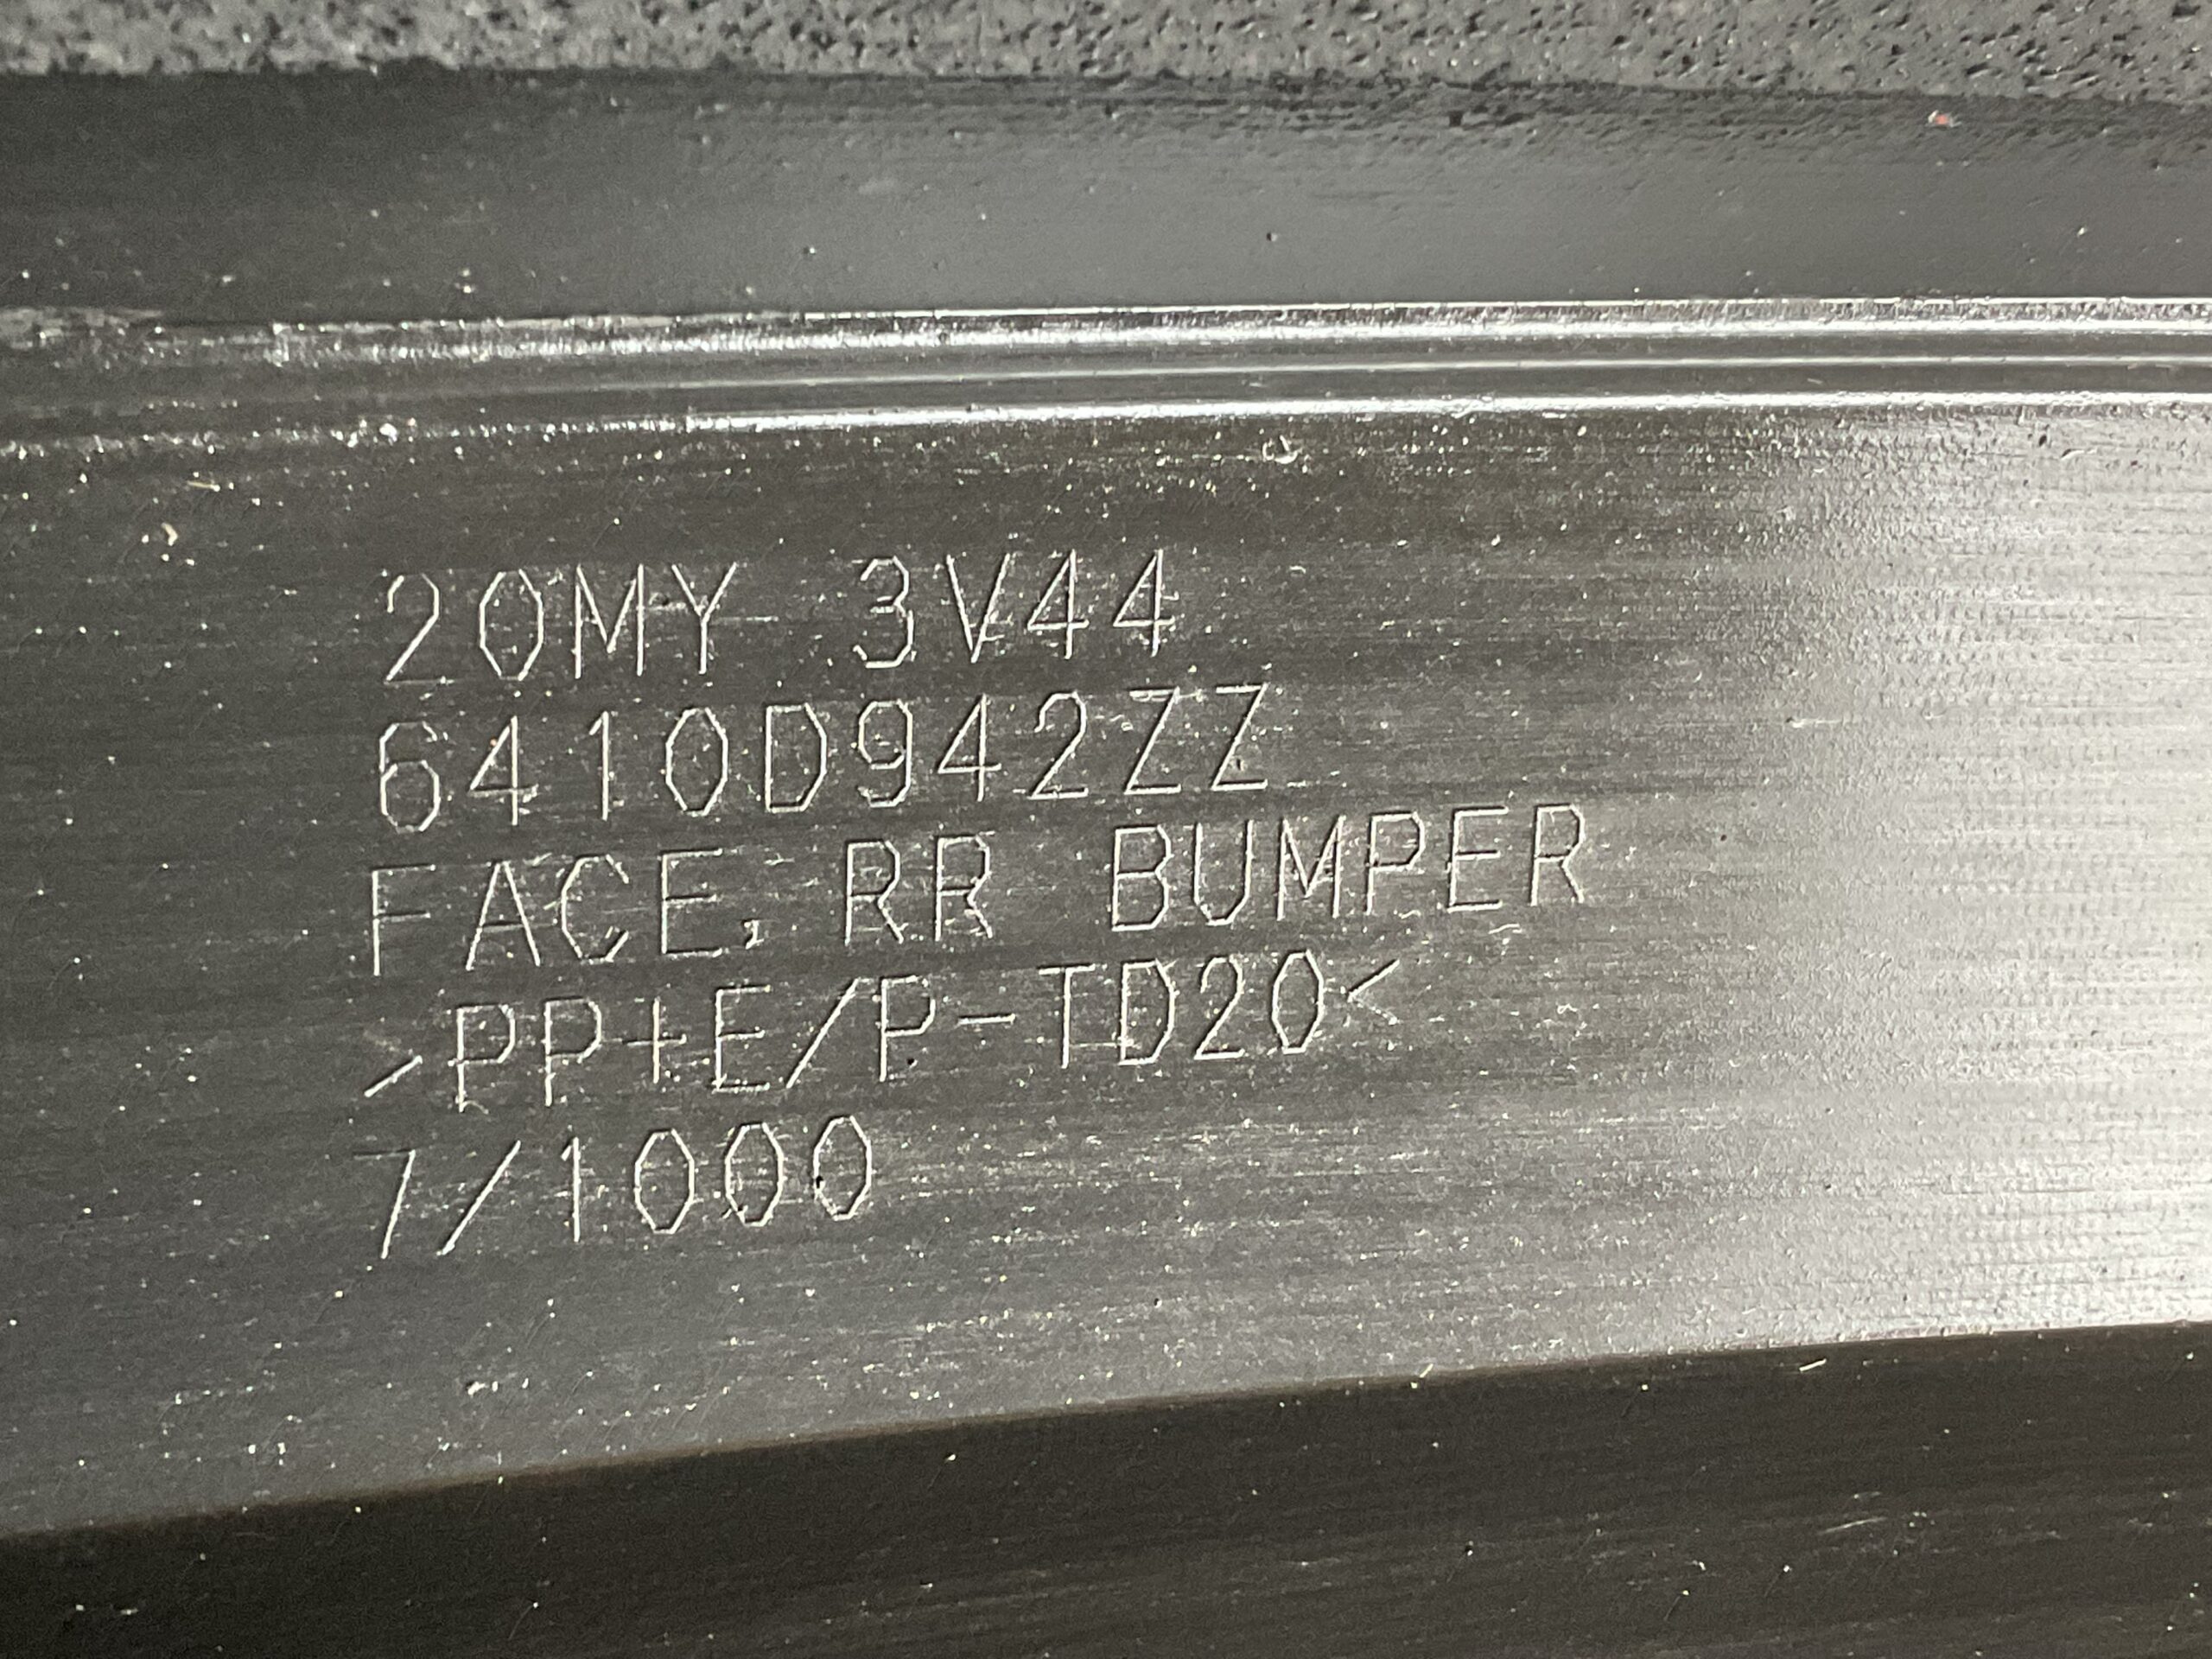 20MY 3V44
6410D942ZZ
FACE, RR BUMPER
>PP+E/P-TD20<
7/1000